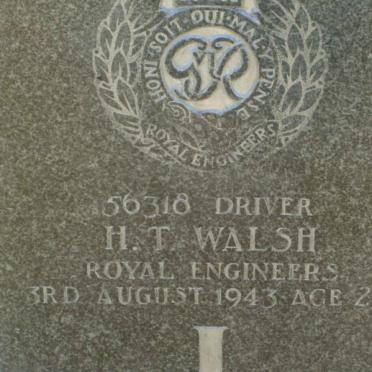 HONI·SOIT·QUI·MAL·Y·PENSE
GR
ROYAL ENGINEERS
56318 DRIVER
H. T. WALSH
ROYAL ENGINEERS
3RD AUGUST 1943 AGE 2